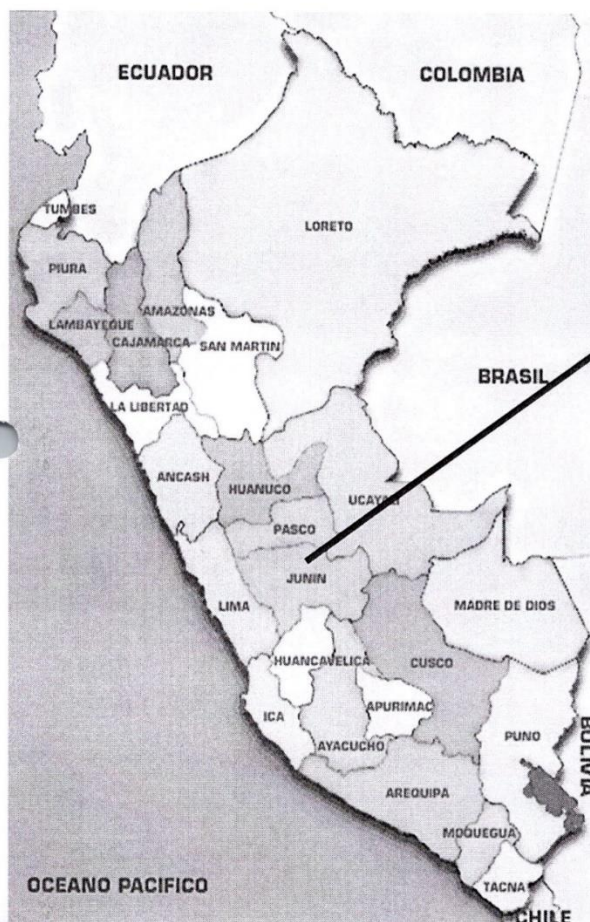 ECUADOR
COLOMBIA
TUMBES
LORETO
PIURA
AMAZONAS
LAMBAYEQUE
CAJAMARCA
SAN MARTIN
BRASIL
LA LIBERTAD
ANCASH
HUANUCO
UCAYALI
PASCO
JUNIN
LIMA
MADRE DE DIOS
HUANCAVELICA
CUSCO
APURIMAC
ICA
PUNO
BOLIVIA
AYACUCHO
AREQUIPA
MOQUEGUA
OCEANO PACIFICO
TACNA
CHILE